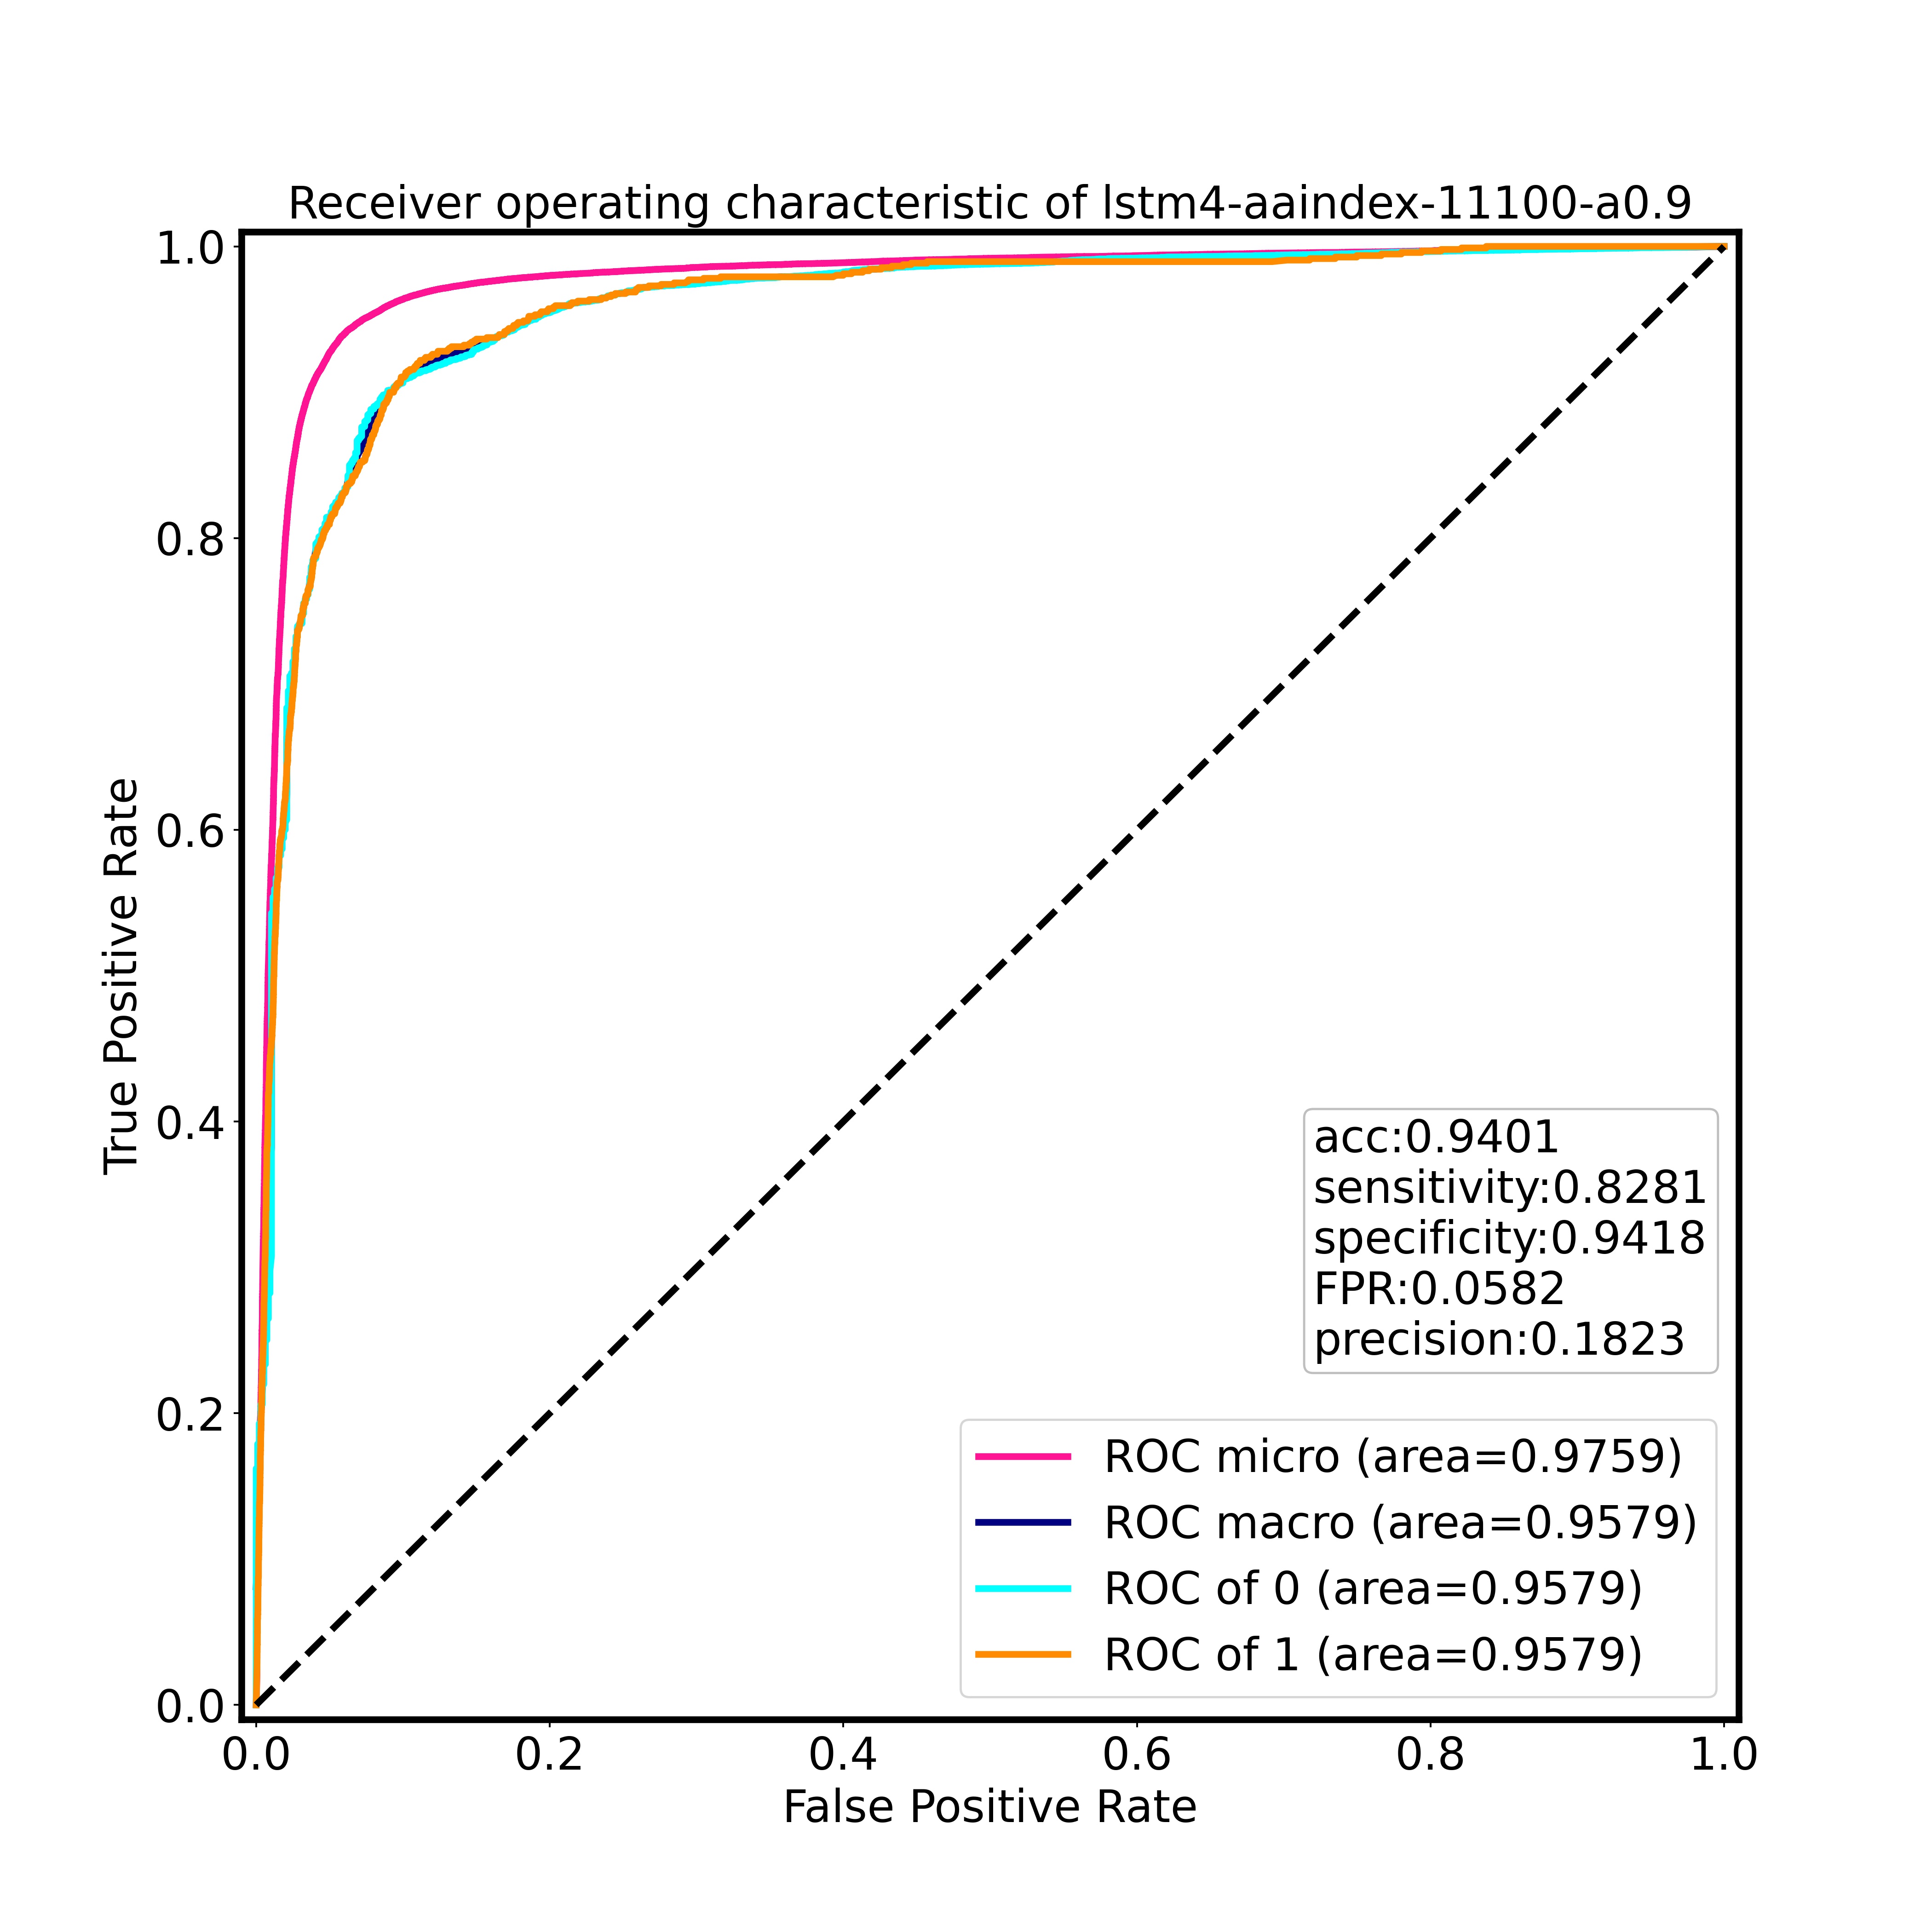 Receiver operating characteristic of lstm4-aaindex-11100-a0.9
1.0
0.8
0.6
0.4
0.2
0.0
True Positive Rate
acc:0.9401
sensitivity:0.8281
specificity:0.9418
FPR:0.0582
precision:0.1823
ROC micro (area=0.9759)
ROC macro (area=0.9579)
ROC of 0 (area=0.9579)
ROC of 1 (area=0.9579)
0.0 0.2 0.4 0.6 0.8 1.0
False Positive Rate